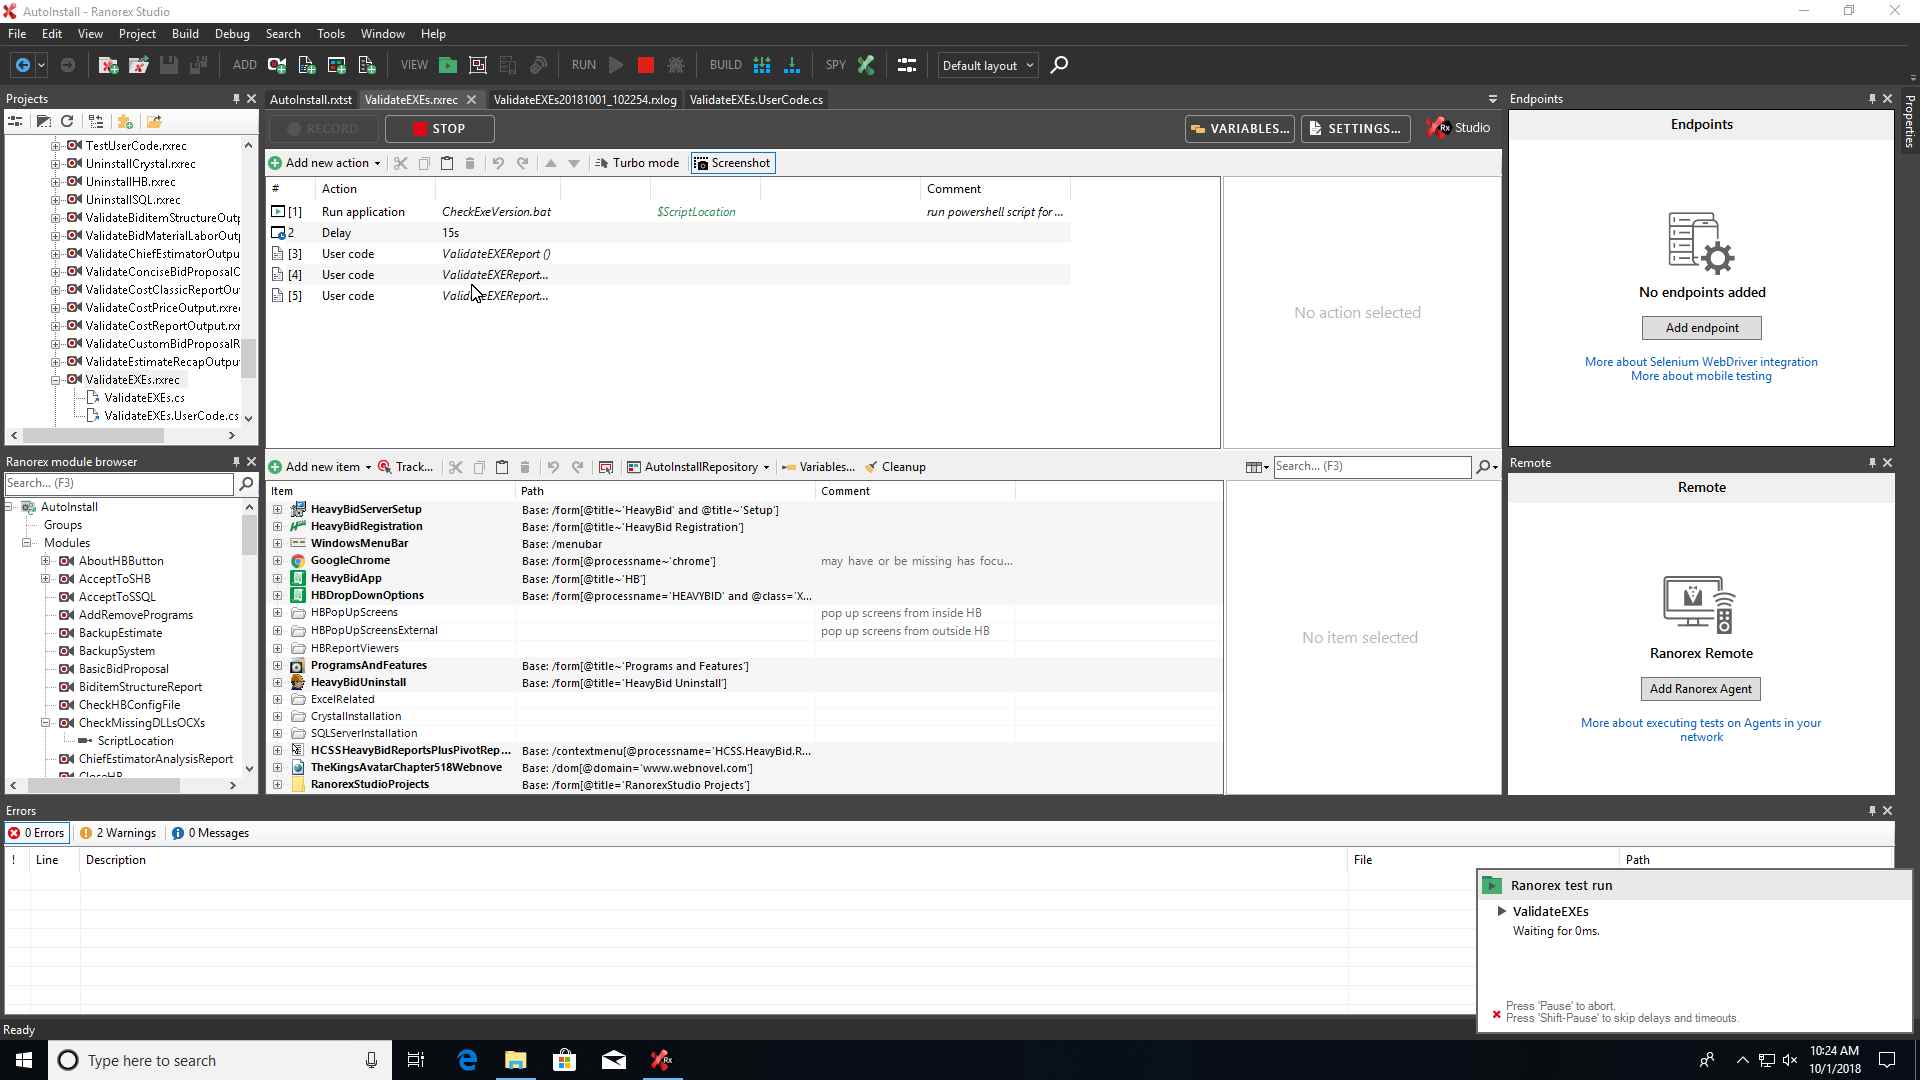 AutoInstall - Ranorex Studio
File Edit View Project Build Debug Search Tools Window Help
ADD VIEW RUN BUILD SPY Default layout
Projects
TestUserCode.rxrec
UninstallCrystal.rxrec
UninstallHB.rxrec
UninstallSQL.rxrec
ValidateBiditemStructureOutp
ValidateBidMaterialLaborOutp
ValidateChiefEstimatorOutpu
ValidateConciseBidProposalC
ValidateCostClassicReportOu
ValidateCostPriceOutput.rxre
ValidateCostReportOutput.rxr
ValidateCustomBidProposalR
ValidateEstimateRecapOutpu
ValidateEXEs.rxrec
ValidateEXEs.cs
ValidateEXEs.UserCode.cs
AutoInstall.rxtst ValidateEXEs.rxrec ValidateEXEs20181001_102254.rxlog ValidateEXEs.UserCode.cs
RECORD STOP VARIABLES... SETTINGS... Rx Studio
Add new action Turbo mode Screenshot
# Action Comment
[1] Run application CheckExeVersion.bat $ScriptLocation run powershell script for ...
2 Delay 15s
[3] User code ValidateEXEReport ()
[4] User code ValidateEXEReport...
[5] User code ValidateEXEReport...
No action selected
Endpoints
Endpoints
No endpoints added
Add endpoint
More about Selenium WebDriver integration
More about mobile testing
Properties
Ranorex module browser
Search... (F3)
AutoInstall
Groups
Modules
AboutHBButton
AcceptToSHB
AcceptToSSQL
AddRemovePrograms
BackupEstimate
BackupSystem
BasicBidProposal
BiditemStructureReport
CheckHBConfigFile
CheckMissingDLLsOCXs
ScriptLocation
ChiefEstimatorAnalysisReport
CloseHB
Add new item Track... AutoInstallRepository Variables... Cleanup Search... (F3)
Item Path Comment
HeavyBidServerSetup Base: /form[@title~'HeavyBid' and @title~'Setup']
HeavyBidRegistration Base: /form[@title~'HeavyBid Registration']
WindowsMenuBar Base: /menubar
GoogleChrome Base: /form[@processname~'chrome'] may have or be missing has focu...
HeavyBidApp Base: /form[@title~'HB']
HBDropDownOptions Base: /form[@processname='HEAVYBID' and @class='X...
HBPopUpScreens pop up screens from inside HB
HBPopUpScreensExternal pop up screens from outside HB
HBReportViewers
ProgramsAndFeatures Base: /form[@title~'Programs and Features']
HeavyBidUninstall Base: /form[@title='HeavyBid Uninstall']
ExcelRelated
CrystalInstallation
SQLServerInstallation
HCSSHeavyBidReportsPlusPivotRep... Base: /contextmenu[@processname='HCSS.HeavyBid.R...
TheKingsAvatarChapter518Webnove Base: /dom[@domain='www.webnovel.com']
RanorexStudioProjects Base: /form[@title='RanorexStudio Projects']
No item selected
Remote
Remote
Ranorex Remote
Add Ranorex Agent
More about executing tests on Agents in your
network
Errors
0 Errors 2 Warnings 0 Messages
! Line Description File Path
Ranorex test run
ValidateEXEs
Waiting for 0ms.
Press 'Pause' to abort.
Press 'Shift-Pause' to skip delays and timeouts.
Ready
Type here to search
10:24 AM
10/1/2018